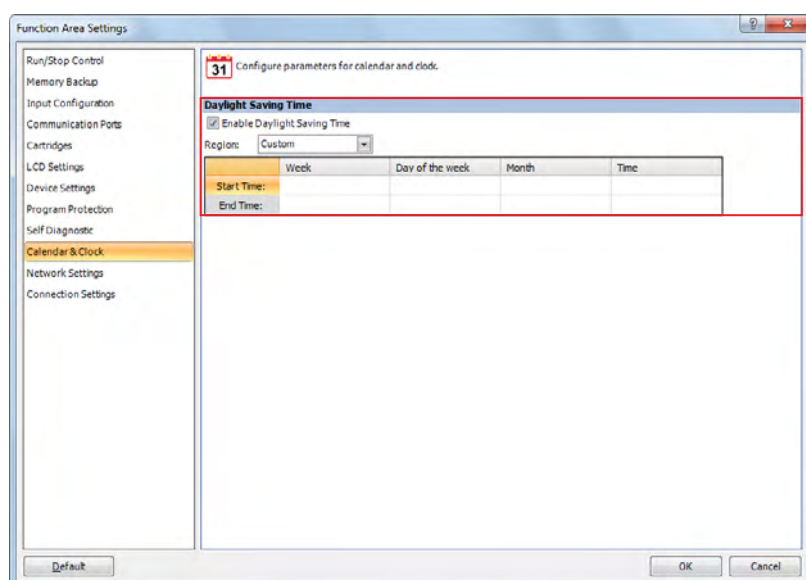 Function Area Settings
Run/Stop Control
Memory Backup
Input Configuration
Communication Ports
Cartridges
LCD Settings
Device Settings
Program Protection
Self Diagnostic
Calendar & Clock
Network Settings
Connection Settings
31 Configure parameters for calendar and clock.
Daylight Saving Time
Enable Daylight Saving Time
Region: Custom
Week Day of the week Month Time
Start Time:
End Time:
Default OK Cancel